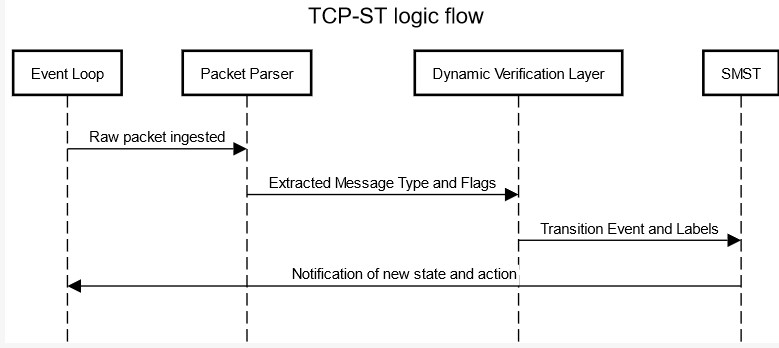 TCP-ST logic flow
Event Loop
Packet Parser
Dynamic Verification Layer
SMST
Raw packet ingested
Extracted Message Type and Flags
Transition Event and Labels
Notification of new state and action